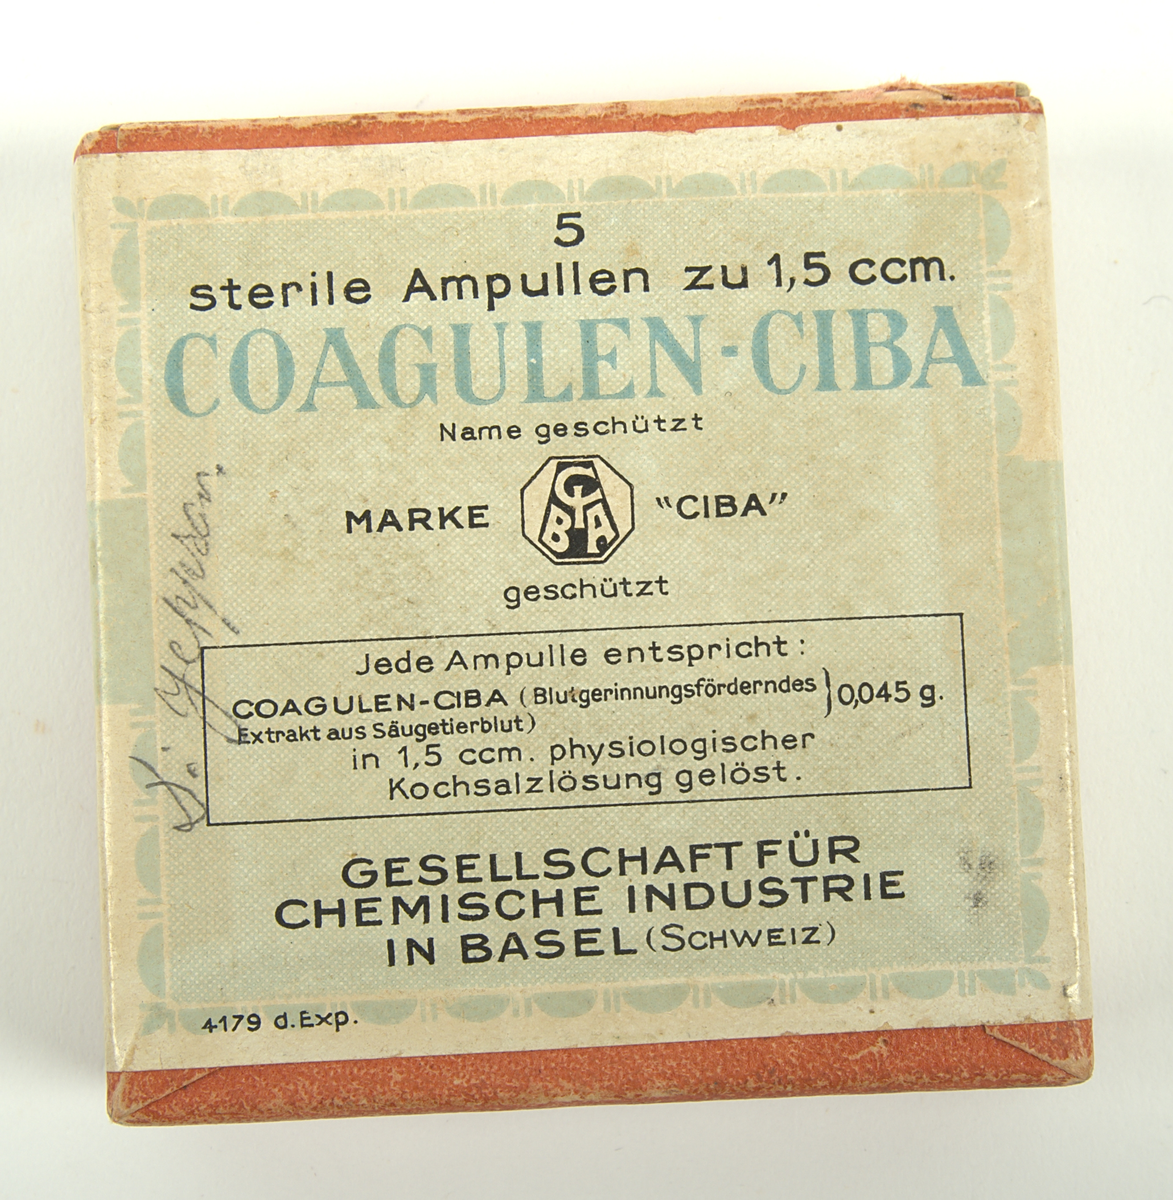 5
sterile Ampullen zu 1,5 ccm.
COAGULEN-CIBA
Name geschützt
MARKE CIBA "CIBA"
geschützt
Jede Ampulle entspricht:
COAGULEN-CIBA (Blutgerinnungsförderndes
Extrakt aus Säugetierblut) } 0,045 g.
in 1,5 ccm. physiologischer
Kochsalzlösung gelöst.
GESELLSCHAFT FÜR
CHEMISCHE INDUSTRIE
IN BASEL (SCHWEIZ)
4179 d.Exp.